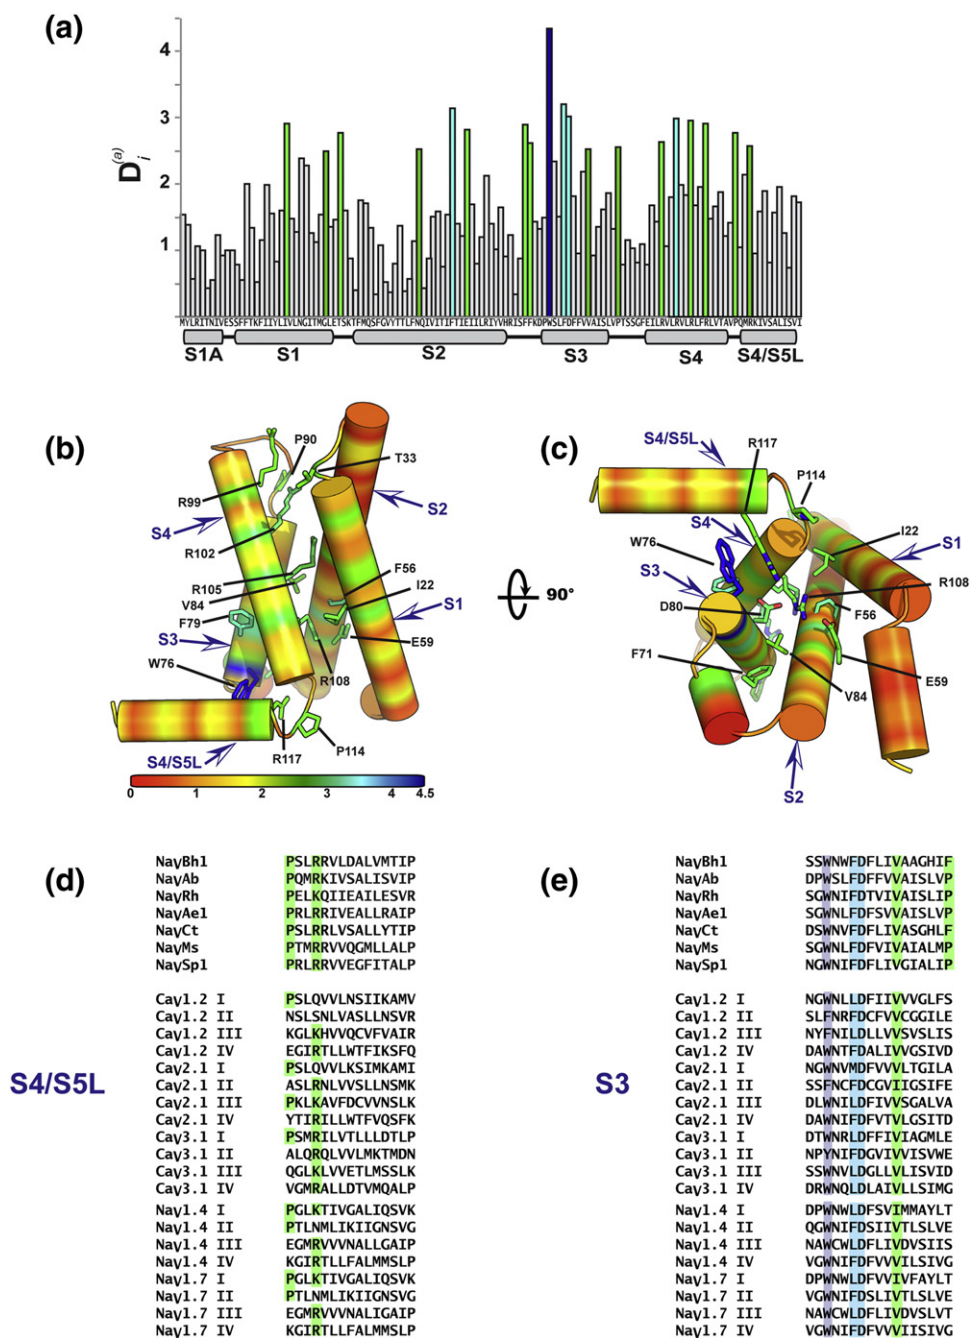 (a)
D i (a)
4
3
2
1
MYLRITNIVESSFFTKFIIYLIVLNGITMGLETSKTFMQSFGVYTTLFNQIVITIFTIEIILRIYVHRISFFKDPWSLFDFFVVAISLVPTSSGFEILRVLRVLRLFRLVTAVPQMRKIVSALISVI
S1A S1 S2 S3 S4 S4/S5L
(b)
P90
T33
R99
S2
S4
R102
R105
F56
V84
I22
F79
S1
S3
E59
W76
R108
P114
R117
S4/S5L
0 1 2 3 4 4.5
90°
(c)
S4/S5L
R117
P114
S4
I22
W76
S1
S3
R108
D80
F56
F71
E59
V84
S2
(d)
NavBh1 PSLRRVLDALVMTIP
NavAb PQMRKIVSALISVIP
NavRh PELKQIIEAILESVR
NavAe1 PRLRRIVEALLRAIP
NavCt PSLRRLVSALLYTIP
NavMs PTMRRVVQGMLLALP
NavSp1 PRLRRVVEGFITALP
Cav1.2 I PSLQVVLNSIIKAMV
Cav1.2 II NSLSNLVASLLNSVR
Cav1.2 III KGLKHVVQCVFVAIR
Cav1.2 IV EGIRTLLWTFIKSFQ
Cav2.1 I PSLQVVLKSIMKAMI
Cav2.1 II ASLRNLVVSLLNSMK
Cav2.1 III PKLKAVFDCVVNSLK
Cav2.1 IV YTIRILLWTFVQSFK
Cav3.1 I PSMRILVTLLLDTLP
Cav3.1 II ALQRQLVVLMKTMDN
Cav3.1 III QGLKLVVETLMSSLK
Cav3.1 IV VGMRALLDTVMQALP
Nav1.4 I PGLKTIVGALIQSVK
Nav1.4 II PTLNMLIKIIGNSVG
Nav1.4 III EGMRVVVNALLGAIP
Nav1.4 IV KGIRTLLFALMMSLP
Nav1.7 I PGLKTIVGALIQSVK
Nav1.7 II PTLNMLIKIIGNSVG
Nav1.7 III EGMRVVVNALIGAIP
Nav1.7 IV KGIRTLLFALMMSLP
S4/S5L
(e)
NavBh1 SSWNWFDFLIVAAGHIF
NavAb DPWSLFDFFVVAISLVP
NavRh SGWNIFDTVIVAISLIP
NavAe1 SGWNLFDFSVVAISLVP
NavCt DSWNVFDFLIVASGHLF
NavMs SGWNLFDFVIVAIALMP
NavSp1 NGWNIFDFLIVGIALIP
Cav1.2 I NGWNLLDFIIVVVGLFS
Cav1.2 II SLFNRFDCFVVCGGILE
Cav1.2 III NYFNILDLLVVSVSLIS
Cav1.2 IV DAWNTFDALIVVGSIVD
Cav2.1 I NGWNVMDFVVVLTGILA
Cav2.1 II SSFNCFDCGVIIGSIFE
Cav2.1 III DLWNILDFIVVSGALVA
Cav2.1 IV DAWNIFDFVTVLGSITD
Cav3.1 I DTWNRLDFFIVIAGMLE
Cav3.1 II NPYNIFDGVIVVISVWE
Cav3.1 III SSWNVLDGLLVLISVID
Cav3.1 IV DRWNQLDLAIVLLSIMG
Nav1.4 I DPWNWLDFSVIMMAYLT
Nav1.4 II QGWNIFDSIIVTLSLVE
Nav1.4 III NAWCWLDFLIVDVSIIS
Nav1.4 IV VGWNIFDFVVVILSIVG
Nav1.7 I DPWNWLDFVVIVFAYLT
Nav1.7 II VGWNIFDSLIVTLSLVE
Nav1.7 III NAWCWLDFLIVDVSLVT
Nav1.7 IV VGWNIFDFVVVIISIVG
S3